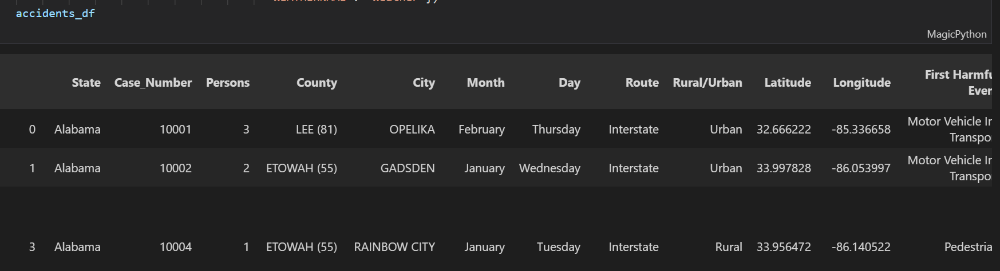 accidents_df
MagicPython
State Case_Number Persons County City Month Day Route Rural/Urban Latitude Longitude First Harmfu
Even
0 Alabama 10001 3 LEE (81) OPELIKA February Thursday Interstate Urban 32.666222 -85.336658 Motor Vehicle In
Transpo
1 Alabama 10002 2 ETOWAH (55) GADSDEN January Wednesday Interstate Urban 33.997828 -86.053997 Motor Vehicle In
Transpo
3 Alabama 10004 1 ETOWAH (55) RAINBOW CITY January Tuesday Interstate Rural 33.956472 -86.140522 Pedestria